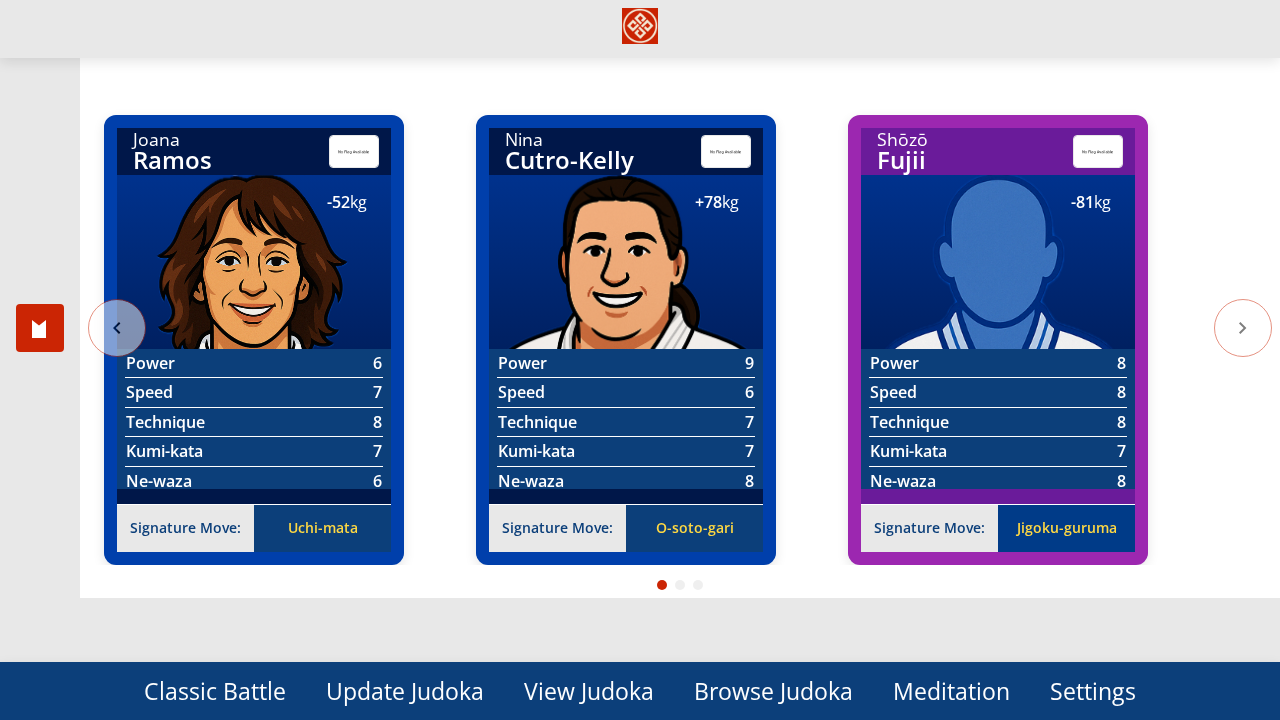 Joana
Ramos
No Flag Available
-52kg
Power 6
Speed 7
Technique 8
Kumi-kata 7
Ne-waza 6
Signature Move: Uchi-mata
Nina
Cutro-Kelly
No Flag Available
+78kg
Power 9
Speed 6
Technique 7
Kumi-kata 7
Ne-waza 8
Signature Move: O-soto-gari
Shōzō
Fujii
No Flag Available
-81kg
Power 8
Speed 8
Technique 8
Kumi-kata 7
Ne-waza 8
Signature Move: Jigoku-guruma
Classic Battle Update Judoka View Judoka Browse Judoka Meditation Settings